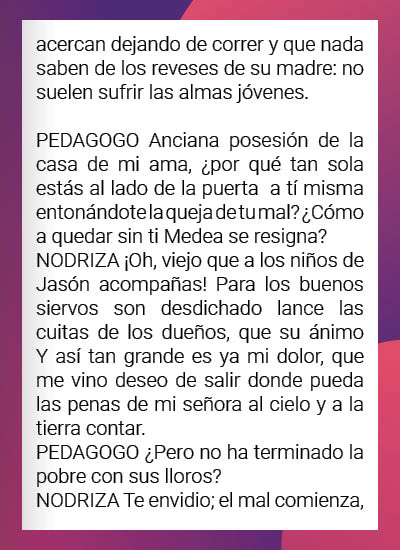 acercan dejando de correr y que nada
saben de los reveses de su madre: no
suelen sufrir las almas jóvenes.
PEDAGOGO Anciana posesión de la
casa de mi ama, ¿por qué tan sola
estás al lado de la puerta a tí misma
entonándote la queja de tu mal? ¿Cómo
a quedar sin ti Medea se resigna?
NODRIZA ¡Oh, viejo que a los niños de
Jasón acompañas! Para los buenos
siervos son desdichado lance las
cuitas de los dueños, que su ánimo
Y así tan grande es ya mi dolor, que
me vino deseo de salir donde pueda
las penas de mi señora al cielo y a la
tierra contar.
PEDAGOGO ¿Pero no ha terminado la
pobre con sus lloros?
NODRIZA Te envidio; el mal comienza,